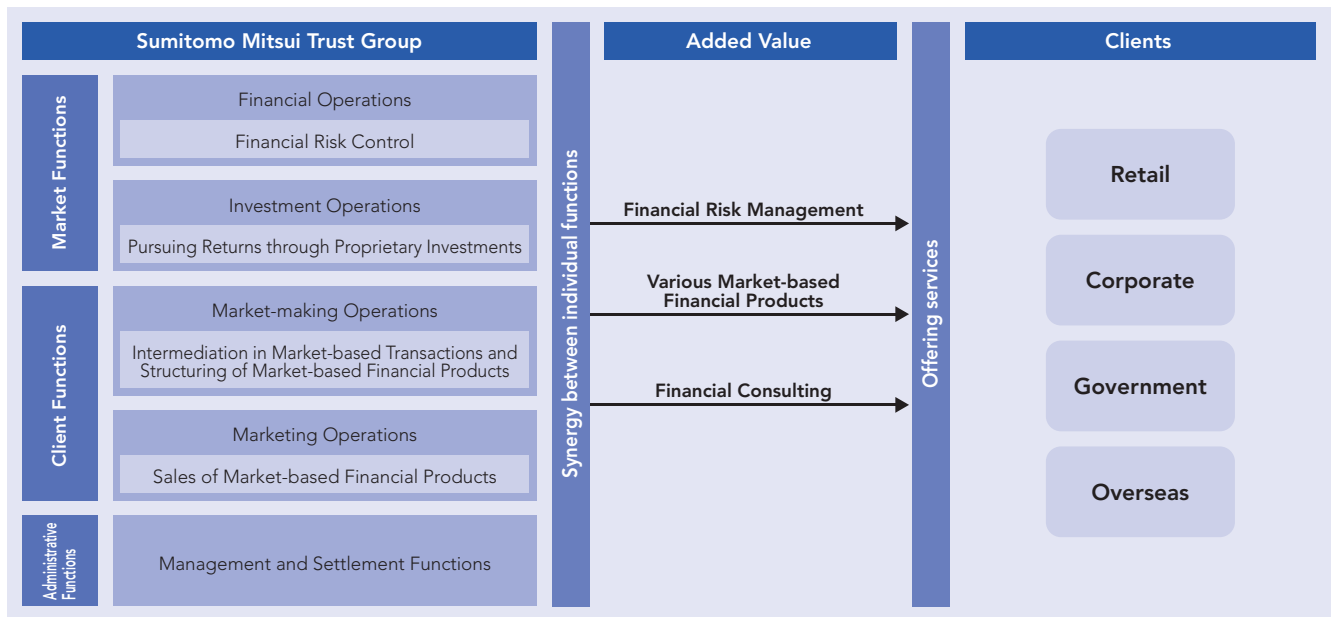 Sumitomo Mitsui Trust Group
Added Value
Clients
Market Functions
Financial Operations
Financial Risk Control
Investment Operations
Pursuing Returns through Proprietary Investments
Client Functions
Market-making Operations
Intermediation in Market-based Transactions and
Structuring of Market-based Financial Products
Marketing Operations
Sales of Market-based Financial Products
Administrative
Functions
Management and Settlement Functions
Synergy between individual functions
Financial Risk Management
Various Market-based
Financial Products
Financial Consulting
Offering services
Retail
Corporate
Government
Overseas